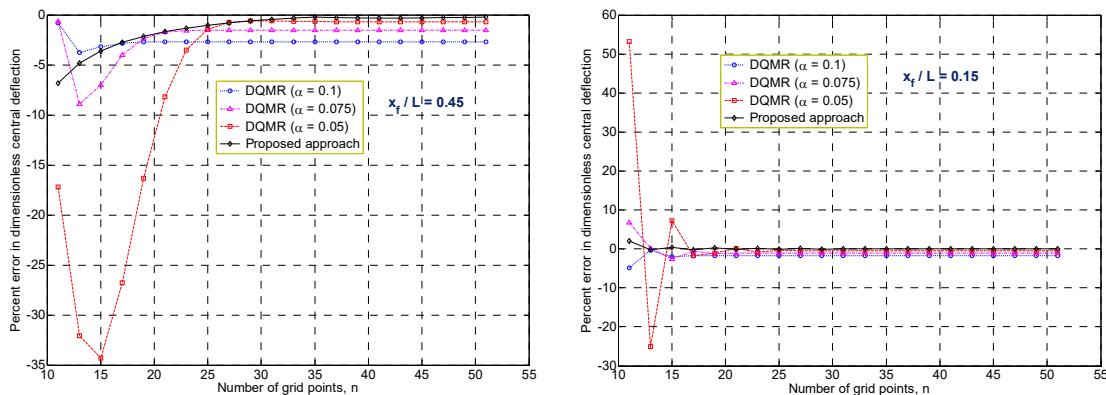 Percent error in dimensionless central deflection
0
-5
-10
-15
-20
-25
-30
-35
10 15 20 25 30 35 40 45 50 55
Number of grid points, n
DQMR (α = 0.1)
DQMR (α = 0.075)
DQMR (α = 0.05)
Proposed approach
x_f / L = 0.45
Percent error in dimensionless central deflection
60
50
40
30
20
10
0
-10
-20
-30
10 15 20 25 30 35 40 45 50 55
Number of grid points, n
DQMR (α = 0.1)
DQMR (α = 0.075)
DQMR (α = 0.05)
Proposed approach
x_f / L = 0.15